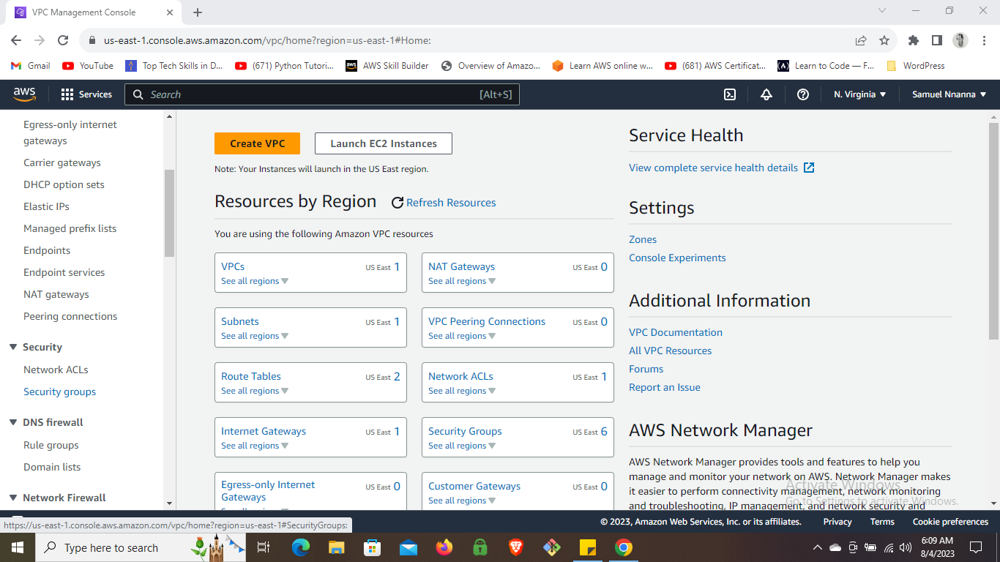 VPC Management Console
us-east-1.console.aws.amazon.com/vpc/home?region=us-east-1#Home:
Gmail
YouTube
Top Tech Skills in D...
(671) Python Tutori...
aws
AWS Skill Builder
Overview of Amazo...
Learn AWS online w...
(681) AWS Certificat...
Learn to Code — F...
WordPress
aws
Services
Search
[Alt+S]
N. Virginia
Samuel Nnanna
Egress-only internet
gateways
Carrier gateways
DHCP option sets
Elastic IPs
Managed prefix lists
Endpoints
Endpoint services
NAT gateways
Peering connections
Security
Network ACLs
Security groups
DNS firewall
Rule groups
Domain lists
Network Firewall
Create VPC
Launch EC2 Instances
Note: Your Instances will launch in the US East region.
Resources by Region
Refresh Resources
You are using the following Amazon VPC resources
VPCs US East 1
See all regions
NAT Gateways US East 0
See all regions
Subnets US East 1
See all regions
VPC Peering Connections US East 0
See all regions
Route Tables US East 2
See all regions
Network ACLs US East 1
See all regions
Internet Gateways US East 1
See all regions
Security Groups US East 6
See all regions
Egress-only Internet US East 0
Gateways
Customer Gateways US East 0
See all regions
Service Health
View complete service health details
Settings
Zones
Console Experiments
Additional Information
VPC Documentation
All VPC Resources
Forums
Report an Issue
AWS Network Manager
AWS Network Manager provides tools and features to help you
manage and monitor your network on AWS. Network Manager makes
it easier to perform connectivity management, network monitoring
and troubleshooting, IP management, and network security and
Activate Windows
Go to Settings to activate Windows.
https://us-east-1.console.aws.amazon.com/vpc/home?region=us-east-1#SecurityGroups:
© 2023, Amazon Web Services, Inc. or its affiliates.
Privacy
Terms
Cookie preferences
Type here to search
6:09 AM
8/4/2023